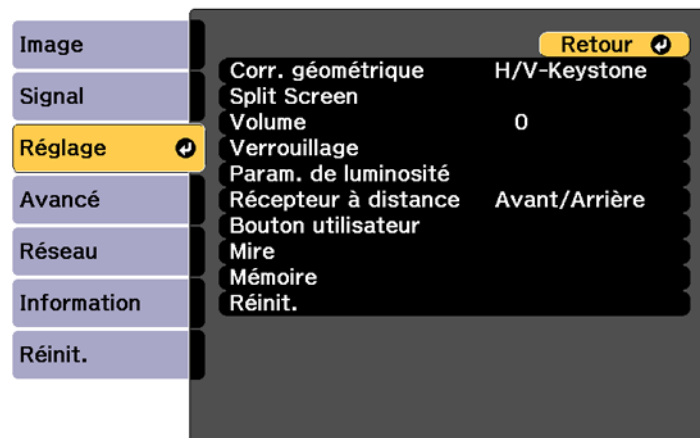 Image
Signal
Réglage
Avancé
Réseau
Information
Réinit.
Retour
Corr. géométrique H/V-Keystone
Split Screen
Volume 0
Verrouillage
Param. de luminosité
Récepteur à distance Avant/Arrière
Bouton utilisateur
Mire
Mémoire
Réinit.